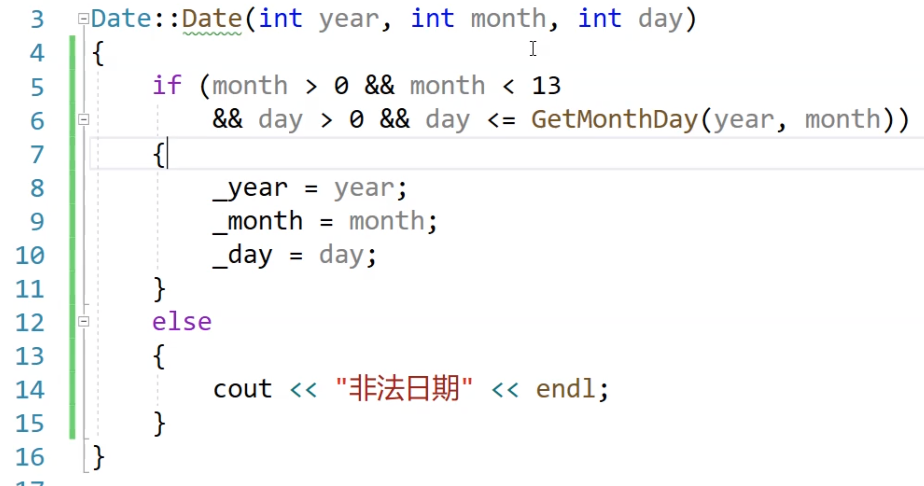 3 Date::Date(int year, int month, int day)
4 {
5     if (month > 0 && month < 13
6         && day > 0 && day <= GetMonthDay(year, month))
7     {
8         _year = year;
9         _month = month;
10         _day = day;
11     }
12     else
13     {
14         cout << "非法日期" << endl;
15     }
16 }
17